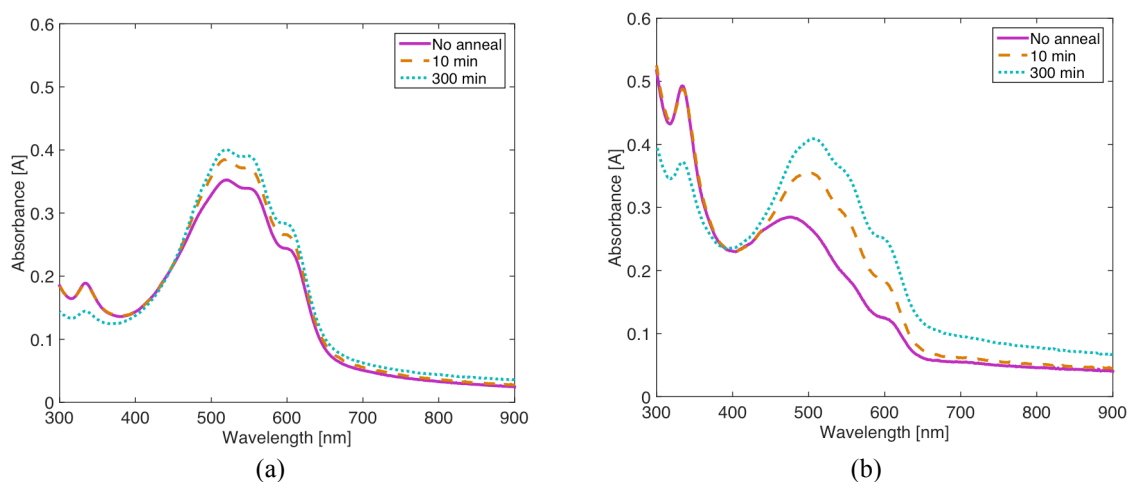 0.6
0.5
0.4
0.3
0.2
0.1
0
300 400 500 600 700 800 900
Absorbance [A]
Wavelength [nm]
No anneal
10 min
300 min
(a)
0.6
0.5
0.4
0.3
0.2
0.1
0
300 400 500 600 700 800 900
Absorbance [A]
Wavelength [nm]
No anneal
10 min
300 min
(b)